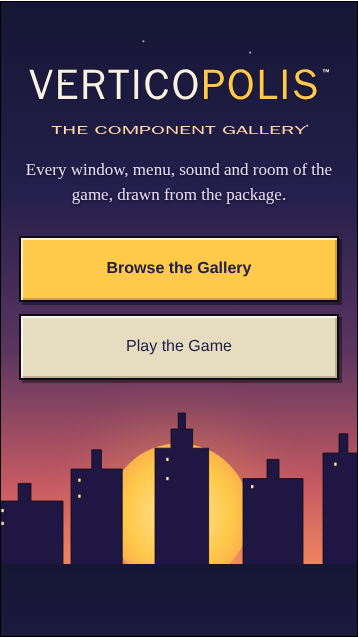 VERTICOPOLIS™
THE COMPONENT GALLERY
Every window, menu, sound and room of the
game, drawn from the package.
Browse the Gallery
Play the Game